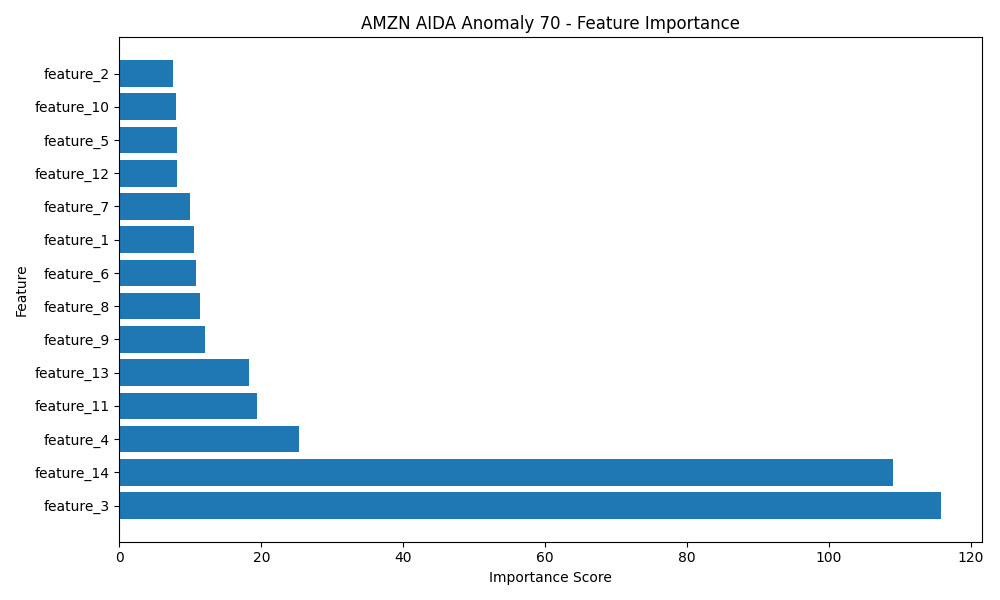 AMZN AIDA Anomaly 70 - Feature Importance
Feature
feature_2
feature_10
feature_5
feature_12
feature_7
feature_1
feature_6
feature_8
feature_9
feature_13
feature_11
feature_4
feature_14
feature_3
0 20 40 60 80 100 120
Importance Score